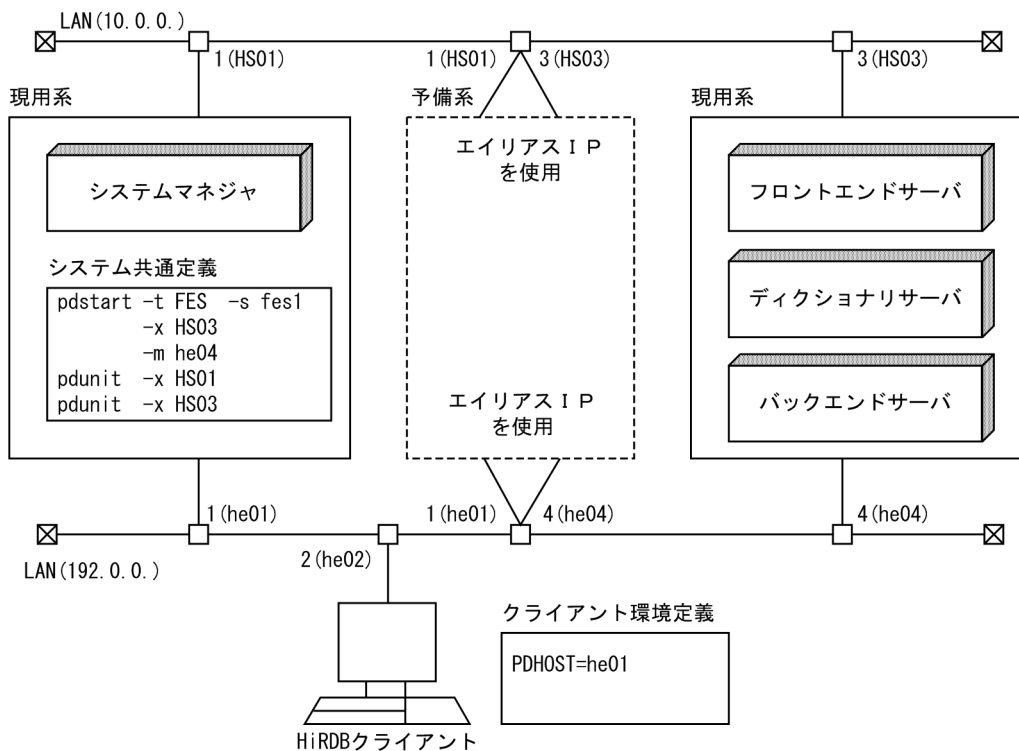 LAN(10.0.0.)
1(HS01)
1(HS01)
3(HS03)
3(HS03)
現用系
予備系
現用系
エイリアスＩＰ
を使用
システムマネジャ
フロントエンドサーバ
システム共通定義
pdstart -t FES -s fes1
-x HS03
-m he04
pdunit -x HS01
pdunit -x HS03
ディクショナリサーバ
エイリアスＩＰ
を使用
バックエンドサーバ
1(he01)
1(he01)
4(he04)
4(he04)
LAN(192.0.0.)
2(he02)
クライアント環境定義
PDHOST=he01
HiRDBクライアント